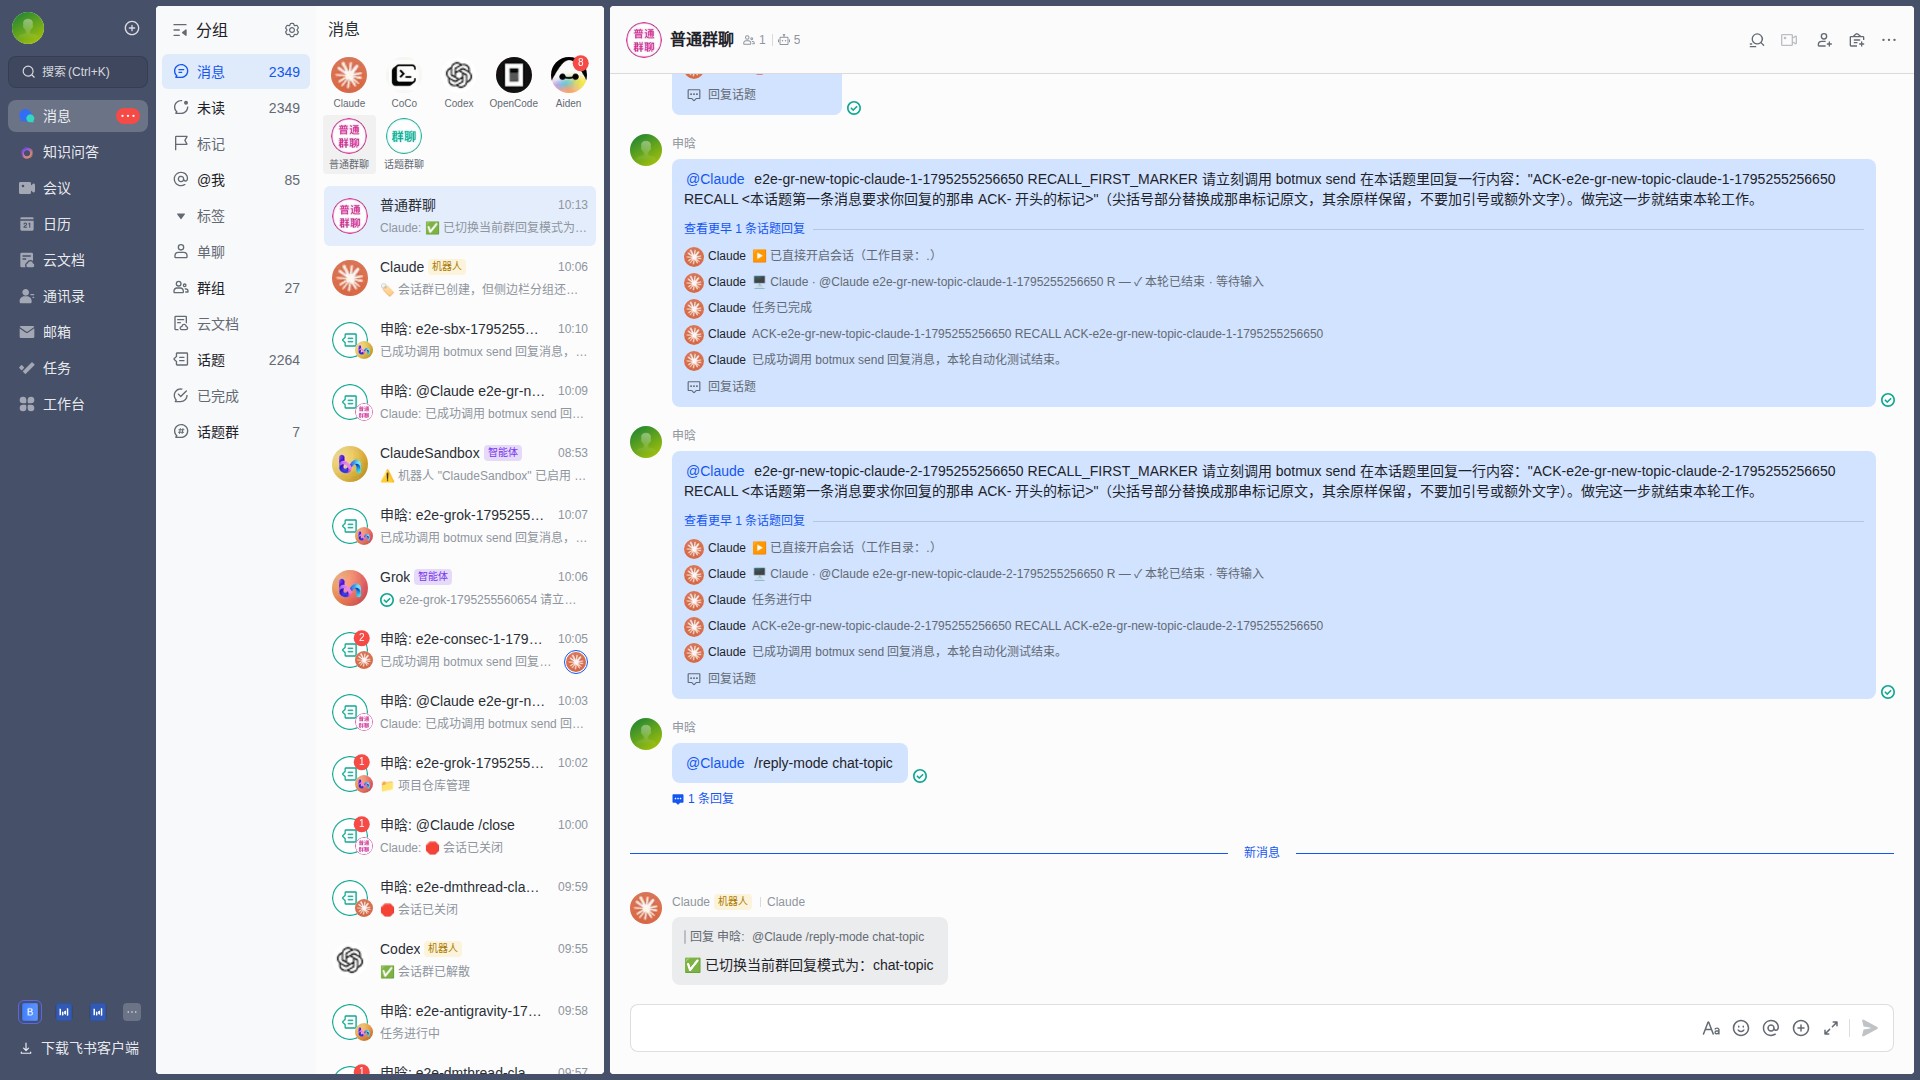 搜索 (Ctrl+K)
消息
知识问答
会议
日历
云文档
通讯录
邮箱
任务
工作台
下载飞书客户端
分组
消息 2349
未读 2349
标记
@我 85
标签
单聊
群组 27
云文档
话题 2264
已完成
话题群 7
消息
Claude
CoCo
Codex
OpenCode
8
Aiden
普通群聊
普通群聊
群聊
话题群聊
普通群聊
普通群聊 10:13
Claude: ✅ 已切换当前群回复模式为…
Claude 机器人 10:06
🏷️ 会话群已创建，但侧边栏分组还…
申晗: e2e-sbx-1795255… 10:10
已成功调用 botmux send 回复消息，…
申晗: @Claude e2e-gr-n… 10:09
Claude: 已成功调用 botmux send 回…
ClaudeSandbox 智能体 08:53
⚠️ 机器人 "ClaudeSandbox" 已启用 …
申晗: e2e-grok-1795255… 10:07
已成功调用 botmux send 回复消息，…
Grok 智能体 10:06
e2e-grok-1795255560654 请立…
2
申晗: e2e-consec-1-179… 10:05
已成功调用 botmux send 回复…
申晗: @Claude e2e-gr-n… 10:03
Claude: 已成功调用 botmux send 回…
1
申晗: e2e-grok-1795255… 10:02
📁 项目仓库管理
1
申晗: @Claude /close 10:00
Claude: 🛑 会话已关闭
申晗: e2e-dmthread-cla… 09:59
🛑 会话已关闭
Codex 机器人 09:55
✅ 会话群已解散
申晗: e2e-antigravity-17… 09:58
任务进行中
1
申晗: e2e-dmthread-cla… 09:57
普通群聊
普通群聊 1 5
回复话题
申晗
@Claude e2e-gr-new-topic-claude-1-1795255256650 RECALL_FIRST_MARKER 请立刻调用 botmux send 在本话题里回复一行内容："ACK-e2e-gr-new-topic-claude-1-1795255256650
RECALL <本话题第一条消息要求你回复的那串 ACK- 开头的标记>"（尖括号部分替换成那串标记原文，其余原样保留，不要加引号或额外文字）。做完这一步就结束本轮工作。
查看更早 1 条话题回复
Claude ▶️ 已直接开启会话（工作目录：.）
Claude 🖥️ Claude · @Claude e2e-gr-new-topic-claude-1-1795255256650 R — ✓ 本轮已结束 · 等待输入
Claude 任务已完成
Claude ACK-e2e-gr-new-topic-claude-1-1795255256650 RECALL ACK-e2e-gr-new-topic-claude-1-1795255256650
Claude 已成功调用 botmux send 回复消息，本轮自动化测试结束。
回复话题
申晗
@Claude e2e-gr-new-topic-claude-2-1795255256650 RECALL_FIRST_MARKER 请立刻调用 botmux send 在本话题里回复一行内容："ACK-e2e-gr-new-topic-claude-2-1795255256650
RECALL <本话题第一条消息要求你回复的那串 ACK- 开头的标记>"（尖括号部分替换成那串标记原文，其余原样保留，不要加引号或额外文字）。做完这一步就结束本轮工作。
查看更早 1 条话题回复
Claude ▶️ 已直接开启会话（工作目录：.）
Claude 🖥️ Claude · @Claude e2e-gr-new-topic-claude-2-1795255256650 R — ✓ 本轮已结束 · 等待输入
Claude 任务进行中
Claude ACK-e2e-gr-new-topic-claude-2-1795255256650 RECALL ACK-e2e-gr-new-topic-claude-2-1795255256650
Claude 已成功调用 botmux send 回复消息，本轮自动化测试结束。
回复话题
申晗
@Claude /reply-mode chat-topic
1 条回复
新消息
Claude 机器人 Claude
回复 申晗：@Claude /reply-mode chat-topic
✅ 已切换当前群回复模式为：chat-topic